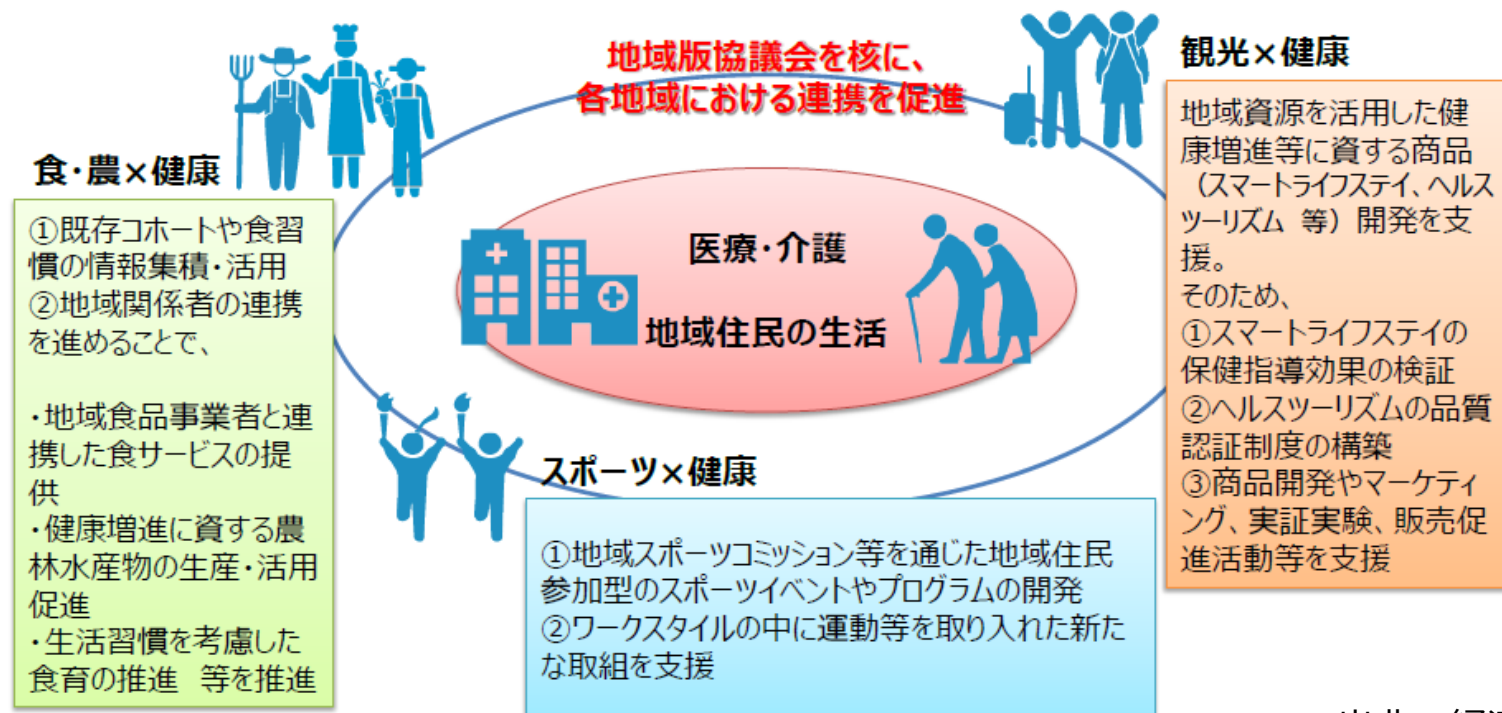 地域版協議会を核に、
各地域における連携を促進
観光×健康
地域資源を活用した健
康増進等に資する商品
（スマートライフステイ、ヘルス
ツーリズム 等）開発を支
援。
そのため、
①スマートライフステイの
保健指導効果の検証
②ヘルスツーリズムの品質
認証制度の構築
③商品開発やマーケティ
ング、実証実験、販売促
進活動等を支援
食・農×健康
①既存コホートや食習
慣の情報集積・活用
②地域関係者の連携
を進めることで、
・地域食品事業者と連
携した食サービスの提
供
・健康増進に資する農
林水産物の生産・活用
促進
・生活習慣を考慮した
食育の推進 等を推進
医療・介護
地域住民の生活
スポーツ×健康
①地域スポーツコミッション等を通じた地域住民
参加型のスポーツイベントやプログラムの開発
②ワークスタイルの中に運動等を取り入れた新た
な取組を支援